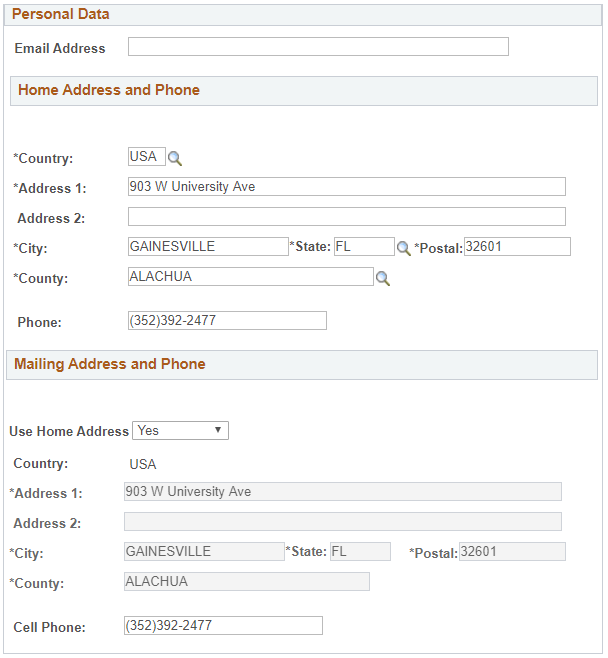 Personal Data
Email Address
Home Address and Phone
*Country: USA
*Address 1: 903 W University Ave
Address 2:
*City: GAINESVILLE *State: FL *Postal: 32601
*County: ALACHUA
Phone: (352)392-2477
Mailing Address and Phone
Use Home Address Yes
Country: USA
*Address 1: 903 W University Ave
Address 2:
*City: GAINESVILLE *State: FL *Postal: 32601
*County: ALACHUA
Cell Phone: (352)392-2477